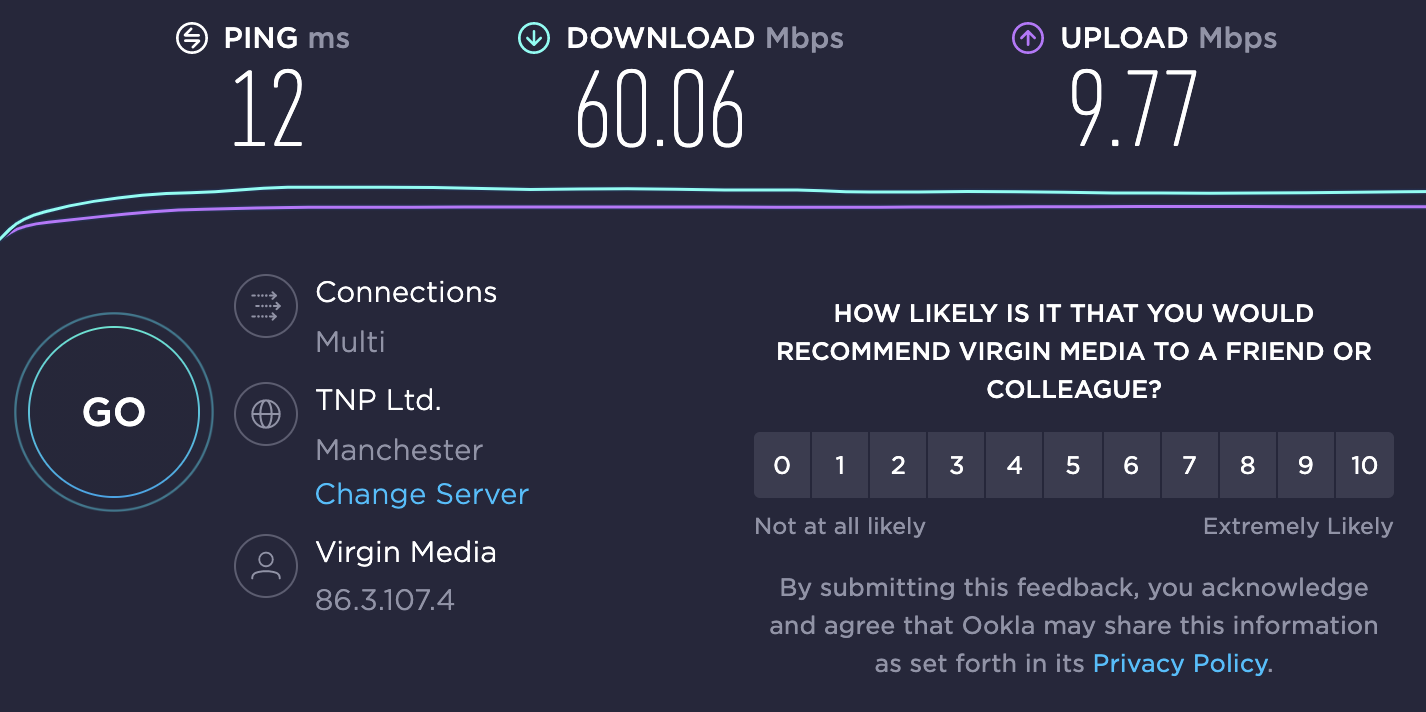 PING ms
12
DOWNLOAD Mbps
60.06
UPLOAD Mbps
9.77
GO
Connections
Multi
TNP Ltd.
Manchester
Change Server
Virgin Media
86.3.107.4
HOW LIKELY IS IT THAT YOU WOULD
RECOMMEND VIRGIN MEDIA TO A FRIEND OR
COLLEAGUE?
0 1 2 3 4 5 6 7 8 9 10
Not at all likely
Extremely Likely
By submitting this feedback, you acknowledge
and agree that Ookla may share this information
as set forth in its Privacy Policy.